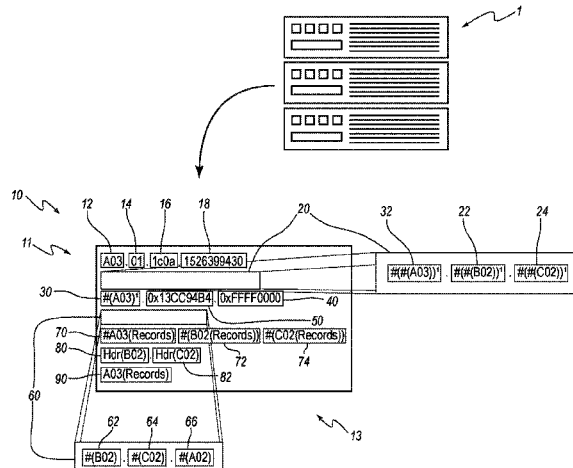 1
12 14 16 18 20 32 22 24
10
11
A03 . 01 . 1c0a . 1526399430
#(#(A03))' . #(#(B02))' . #(#(C02))'
30 #(A03)' 0x13CC94B4 0xFFFF0000 40
50
70 #A03(Records) #(B02(Records)) #(C02(Records))
80 Hdr(B02) . Hdr(C02) 72 74
60 90 A03(Records) 82
13
62 64 66
#(B02) . #(C02) . #(A02)